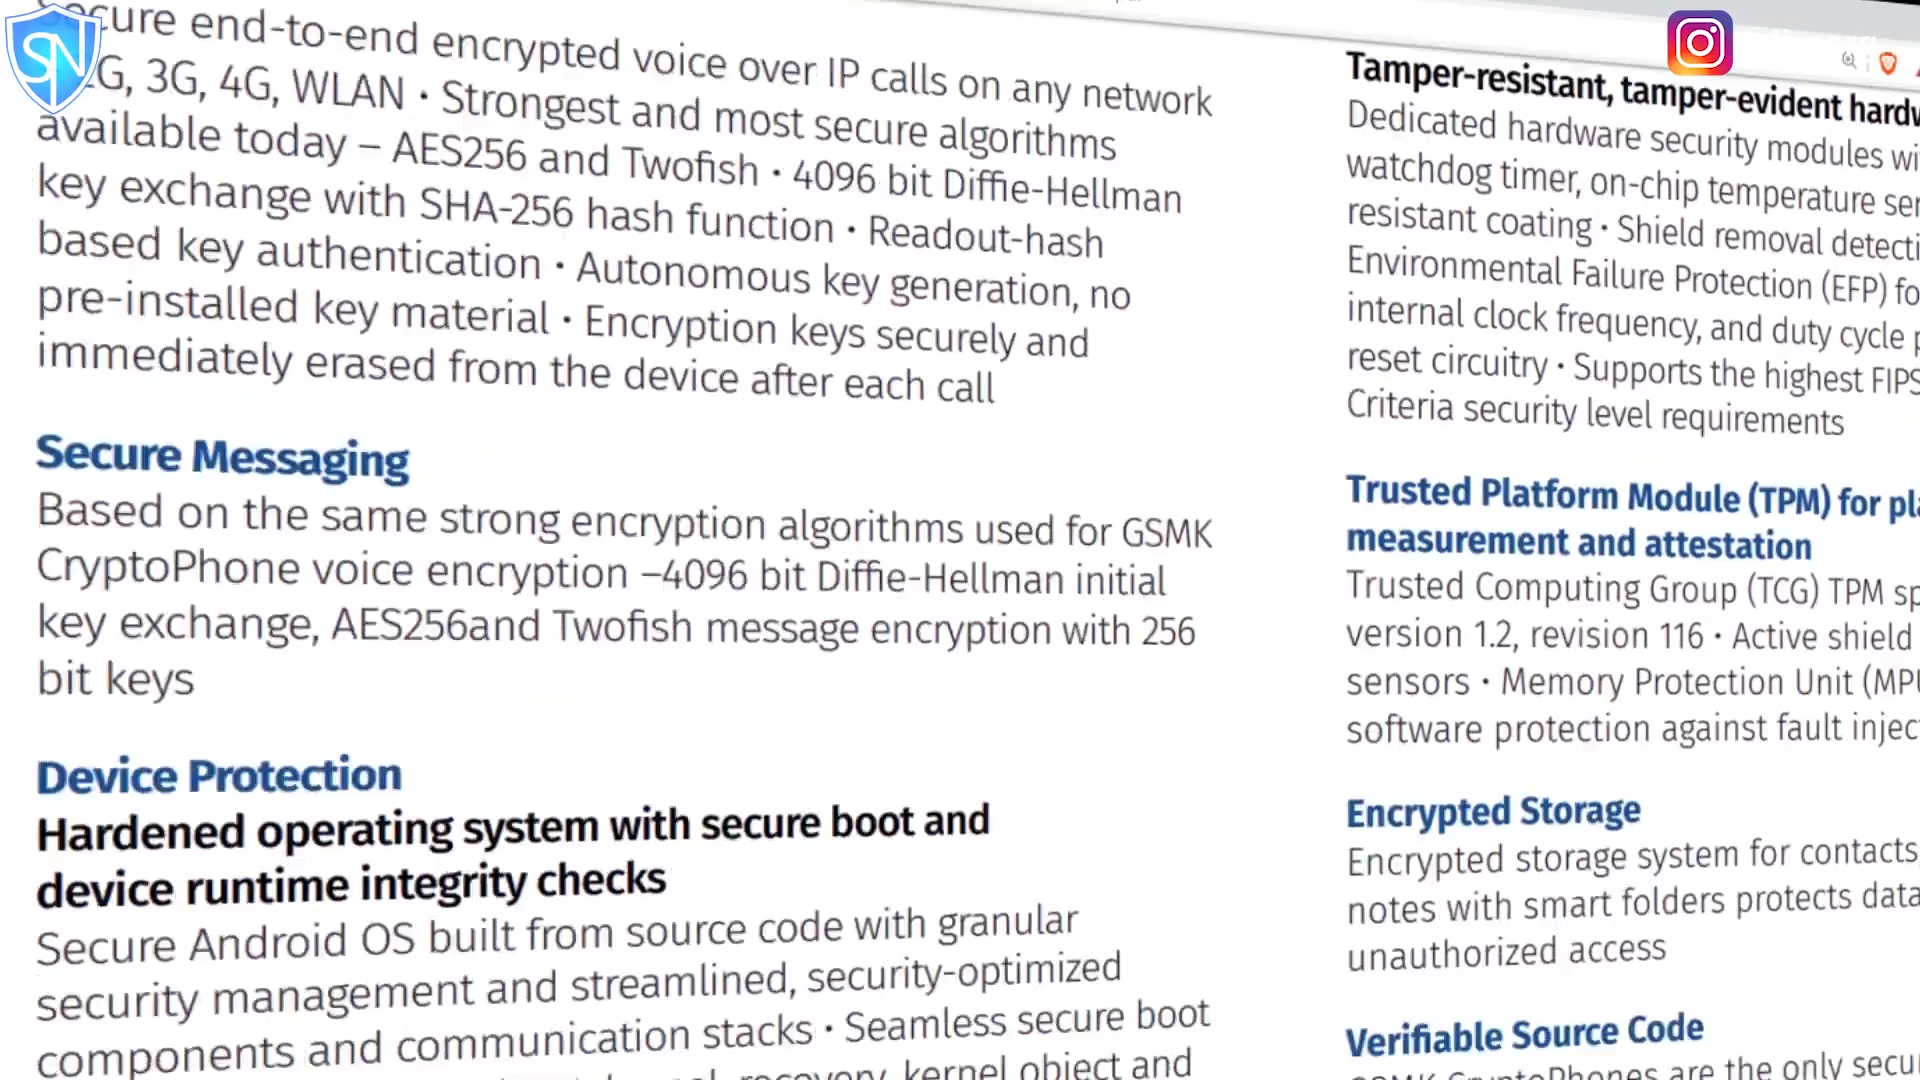 SN
end-to-end encrypted voice over IP calls on any network
3G, 4G, WLAN · Strongest and most secure algorithms
available today – AES256 and Twofish · 4096 bit Diffie-Hellman
key exchange with SHA-256 hash function · Readout-hash
based key authentication · Autonomous key generation, no
pre-installed key material · Encryption keys securely and
immediately erased from the device after each call
Secure Messaging
Based on the same strong encryption algorithms used for GSMK
CryptoPhone voice encryption –4096 bit Diffie-Hellman initial
key exchange, AES256and Twofish message encryption with 256
bit keys
Device Protection
Hardened operating system with secure boot and
device runtime integrity checks
Secure Android OS built from source code with granular
security management and streamlined, security-optimized
components and communication stacks · Seamless secure boot
kernel object and
Tamper-resistant, tamper-evident
Dedicated hardware security modules
watchdog timer, on-chip temperature
resistant coating · Shield removal
Environmental Failure Protection (EFP)
internal clock frequency, and duty cycle
reset circuitry · Supports the highest FIPS
Criteria security level requirements
Trusted Platform Module (TPM) for
measurement and attestation
Trusted Computing Group (TCG) TPM
version 1.2, revision 116 · Active shield
sensors · Memory Protection Unit
software protection against fault
Encrypted Storage
Encrypted storage system for contacts
notes with smart folders protects data
unauthorized access
Verifiable Source Code
GSMK CryptoPhones are the only